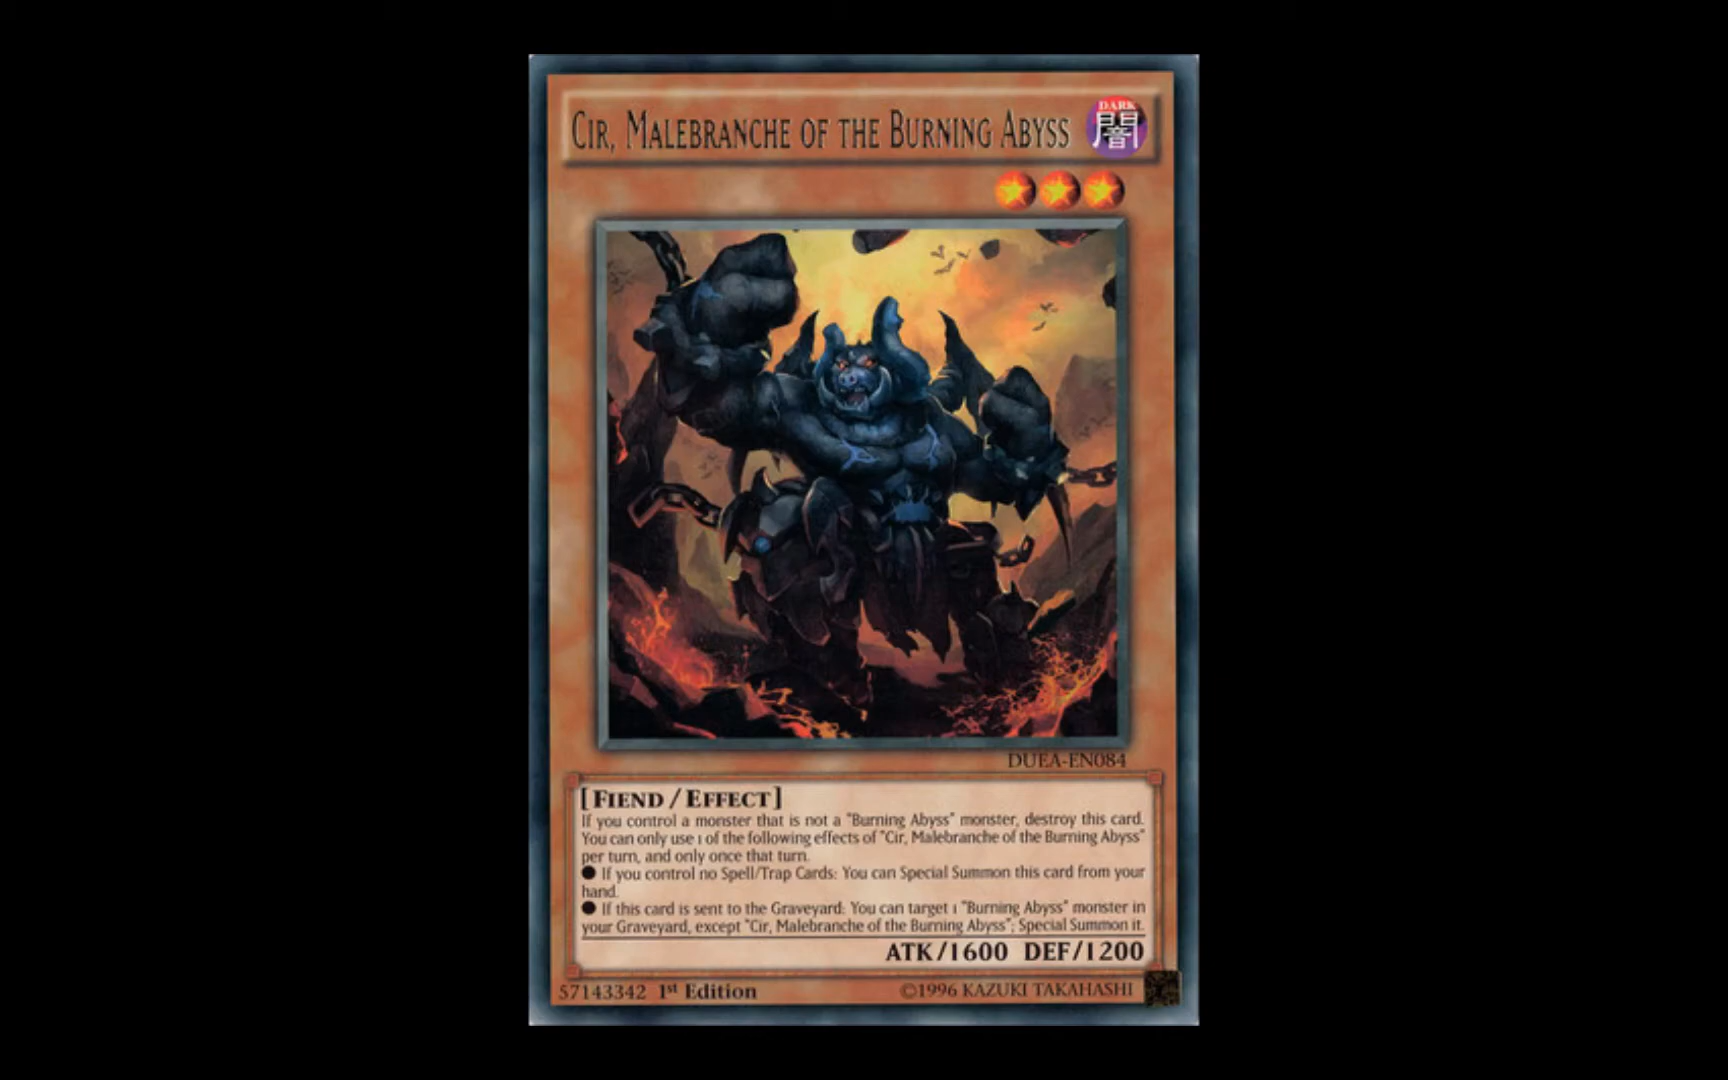 Cir, Malebranche of the Burning Abyss
DARK
闇
DUEA-EN084
[Fiend / Effect]
If you control a monster that is not a "Burning Abyss" monster, destroy this card.
You can only use 1 of the following effects of "Cir, Malebranche of the Burning Abyss"
per turn, and only once that turn.
● If you control no Spell/Trap Cards: You can Special Summon this card from your
hand.
● If this card is sent to the Graveyard: You can target 1 "Burning Abyss" monster in
your Graveyard, except "Cir, Malebranche of the Burning Abyss"; Special Summon it.
ATK/1600 DEF/1200
57143342 1st Edition ©1996 KAZUKI TAKAHASHI